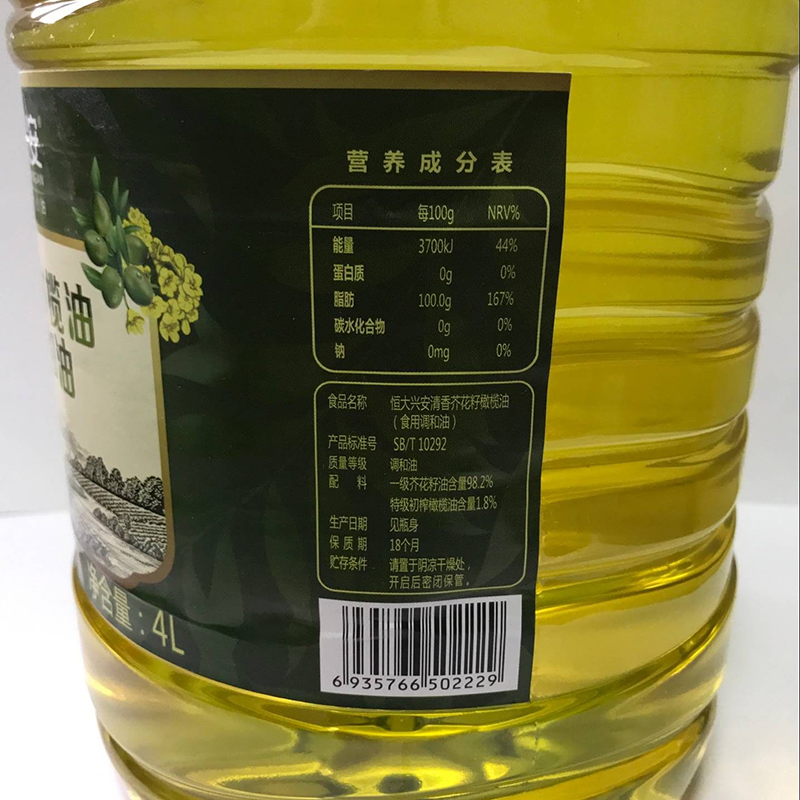 安
榄油
油
含量:4L
营养成分表
项目 每100g NRV%
能量 3700kJ 44%
蛋白质 0g 0%
脂肪 100.0g 167%
碳水化合物 0g 0%
钠 0mg 0%
食品名称 恒大兴安清香芥花籽橄榄油
(食用调和油)
产品标准号 SB/T 10292
质量等级 调和油
配料 一级芥花籽油含量98.2%
特级初榨橄榄油含量1.8%
生产日期 见瓶身
保质期 18个月
贮存条件 请置于阴凉干燥处,
开启后密闭保管。
6935766502229